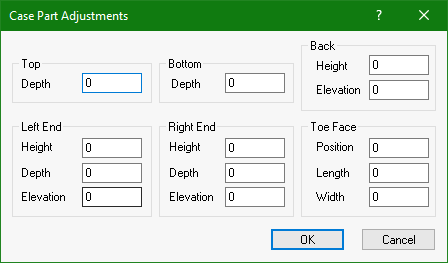 Case Part Adjustments ? ×
Top
Depth 0
Bottom
Depth 0
Back
Height 0
Elevation 0
Left End
Height 0
Depth 0
Elevation 0
Right End
Height 0
Depth 0
Elevation 0
Toe Face
Position 0
Length 0
Width 0
OK Cancel